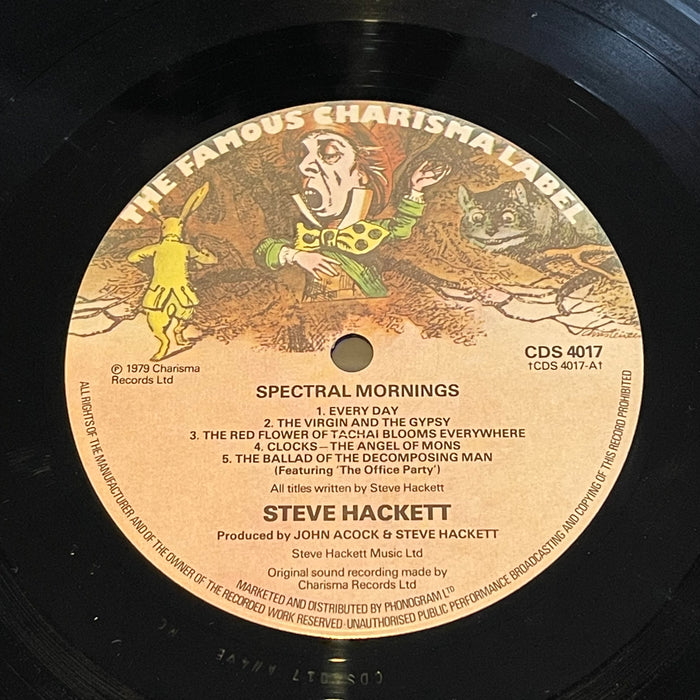 THE FAMOUS CHARISMA LABEL
CDS 4017
†CDS 4017-A†
℗ 1979 Charisma
Records Ltd
SPECTRAL MORNINGS
1. EVERY DAY
2. THE VIRGIN AND THE GYPSY
3. THE RED FLOWER OF TACHAI BLOOMS EVERYWHERE
4. CLOCKS—THE ANGEL OF MONS
5. THE BALLAD OF THE DECOMPOSING MAN
(Featuring 'The Office Party')
All titles written by Steve Hackett
STEVE HACKETT
Produced by JOHN ACOCK & STEVE HACKETT
Steve Hackett Music Ltd
Original sound recording made by
Charisma Records Ltd
MARKETED AND DISTRIBUTED BY PHONOGRAM LTD
ALL RIGHTS OF THE MANUFACTURER AND OF THE OWNER OF THE RECORDED WORK RESERVED·UNAUTHORISED PUBLIC PERFORMANCE BROADCASTING AND COPYING OF THIS RECORD PROHIBITED